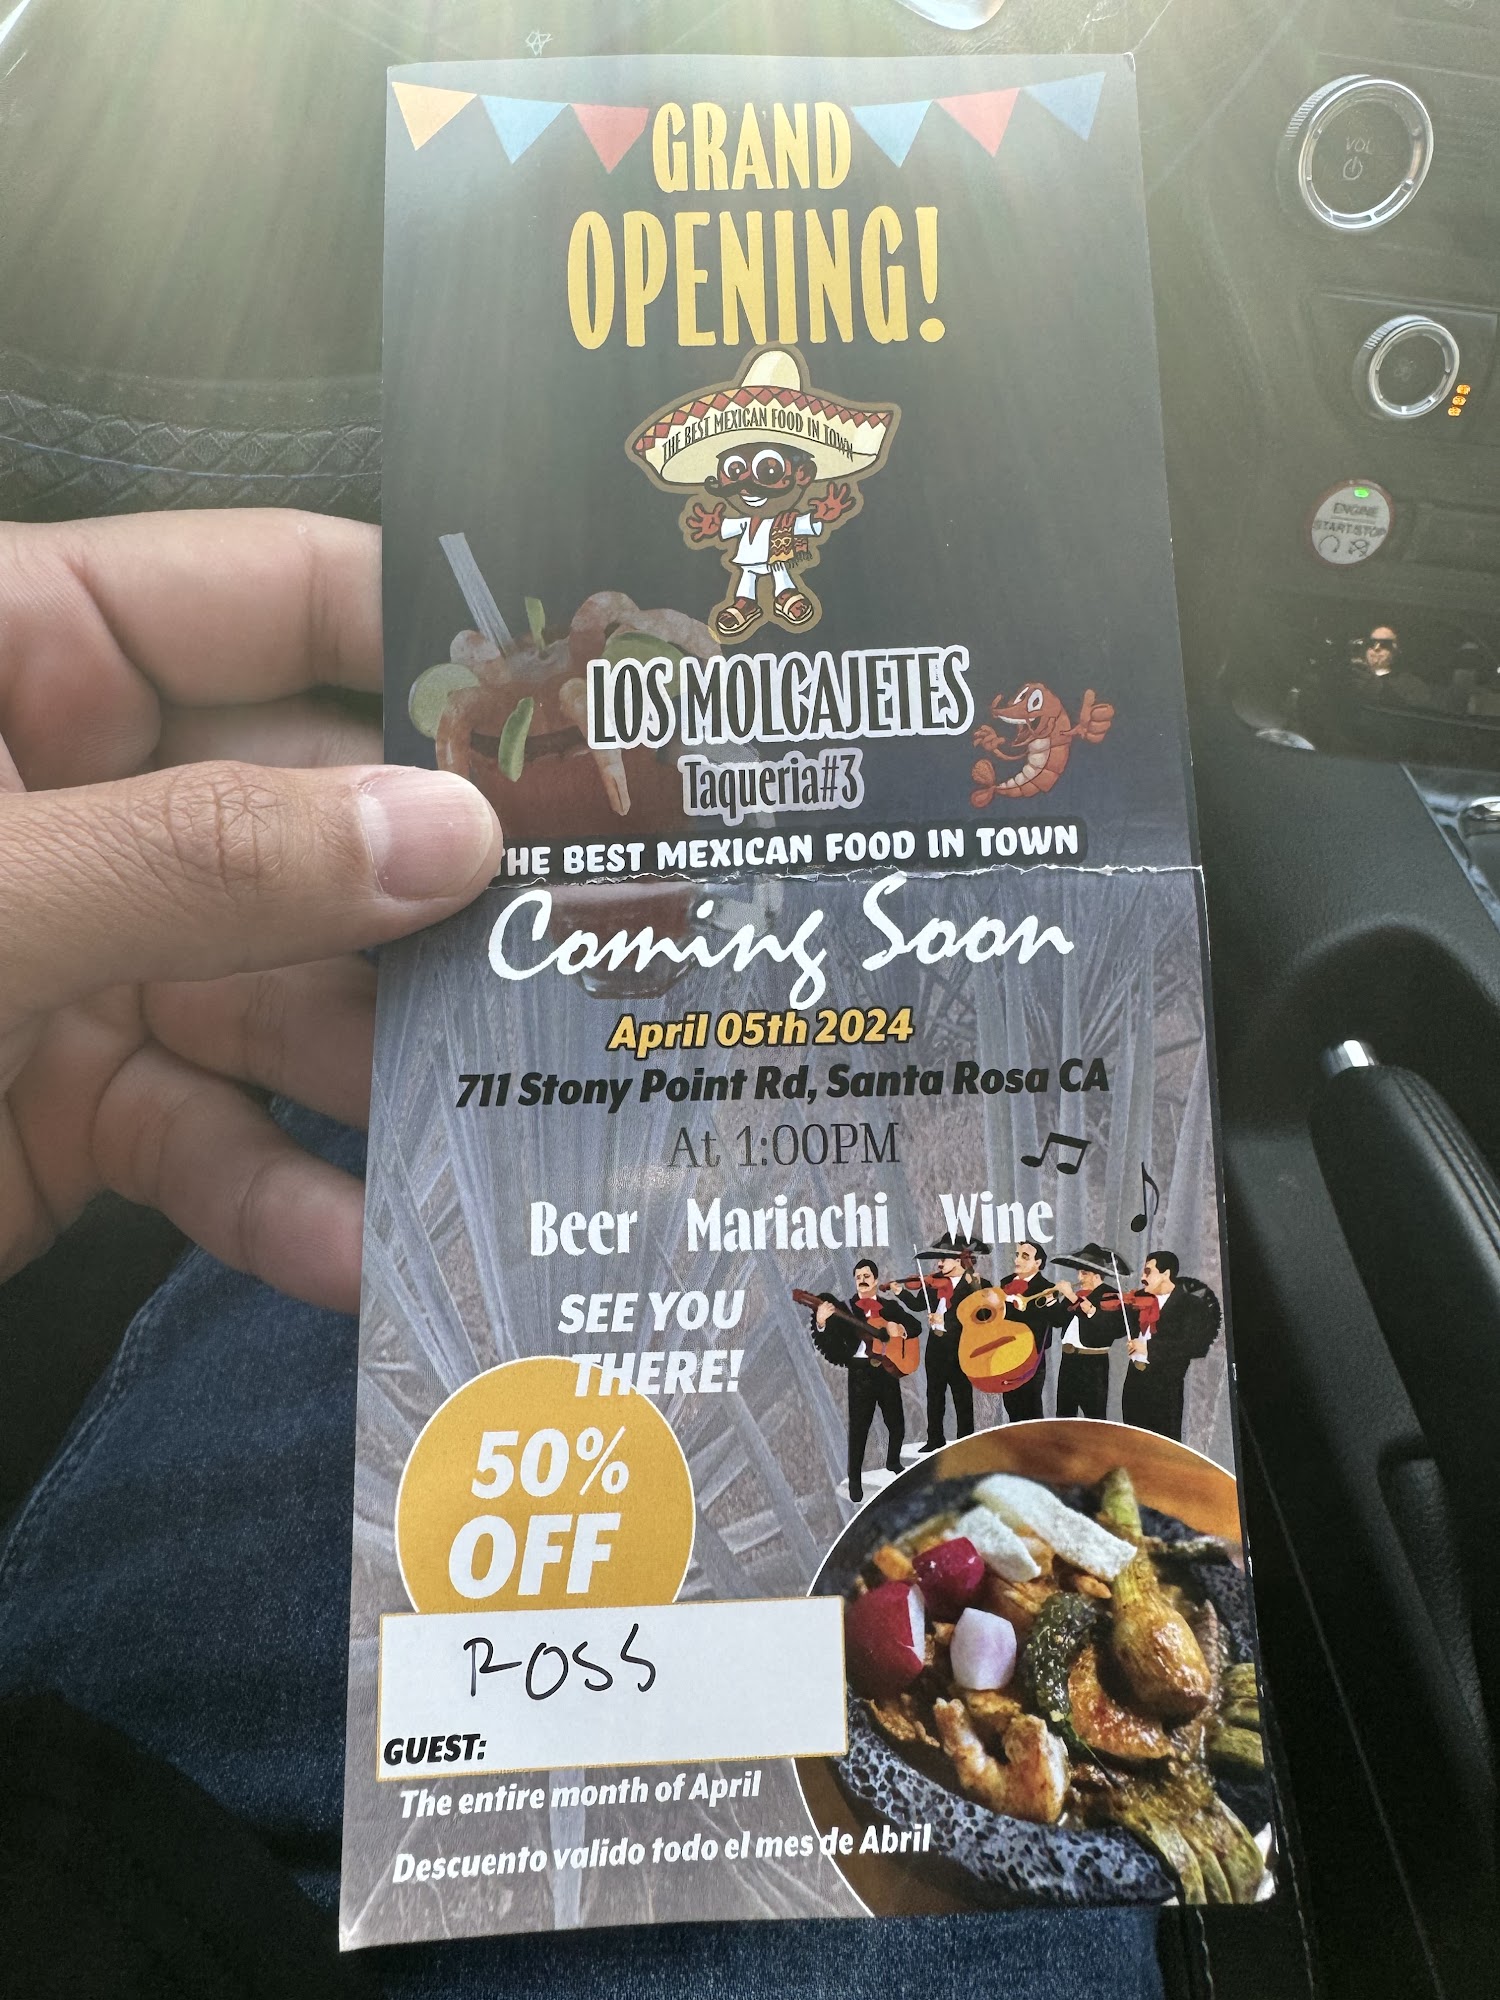 GRAND
OPENING!
THE BEST MEXICAN FOOD IN TOWN
LOS MOLCAJETES
Taqueria#3
THE BEST MEXICAN FOOD IN TOWN
Coming Soon
April 05th 2024
711 Stony Point Rd, Santa Rosa CA
At 1:00PM
Beer Mariachi Wine
SEE YOU
THERE!
50%
OFF
ROSS
GUEST:
The entire month of April
Descuento valido todo el mes de Abril
VOL
ENGINE
START/STOP